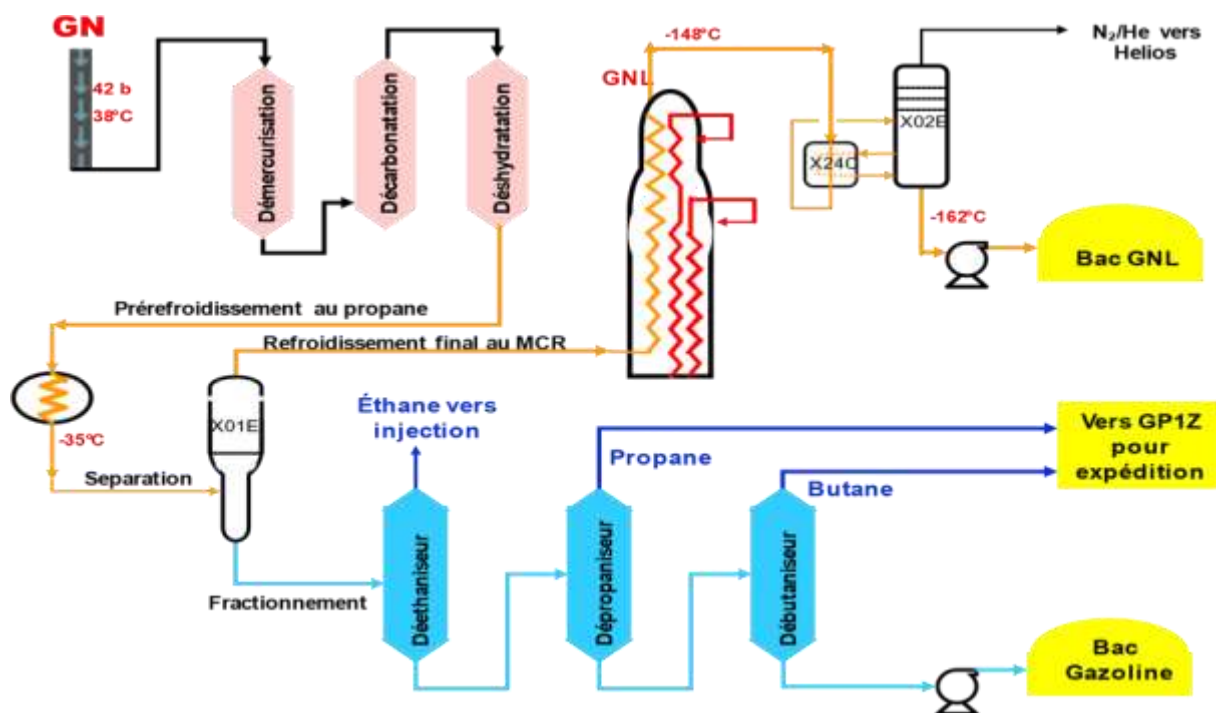 GN
42 b
38°C
Démercurisation
Décarbonatation
Déshydratation
GNL
-148°C
X24C
X02E
N₂/He vers
Helios
-162°C
Bac GNL
Prérefroidissement au propane
Refroidissement final au MCR
-35°C
X01E
Separation
Fractionnement
Éthane vers
injection
Déethaniseur
Propane
Dépropaniseur
Butane
Débutaniseur
Vers GP1Z
pour
expédition
Bac
Gazoline